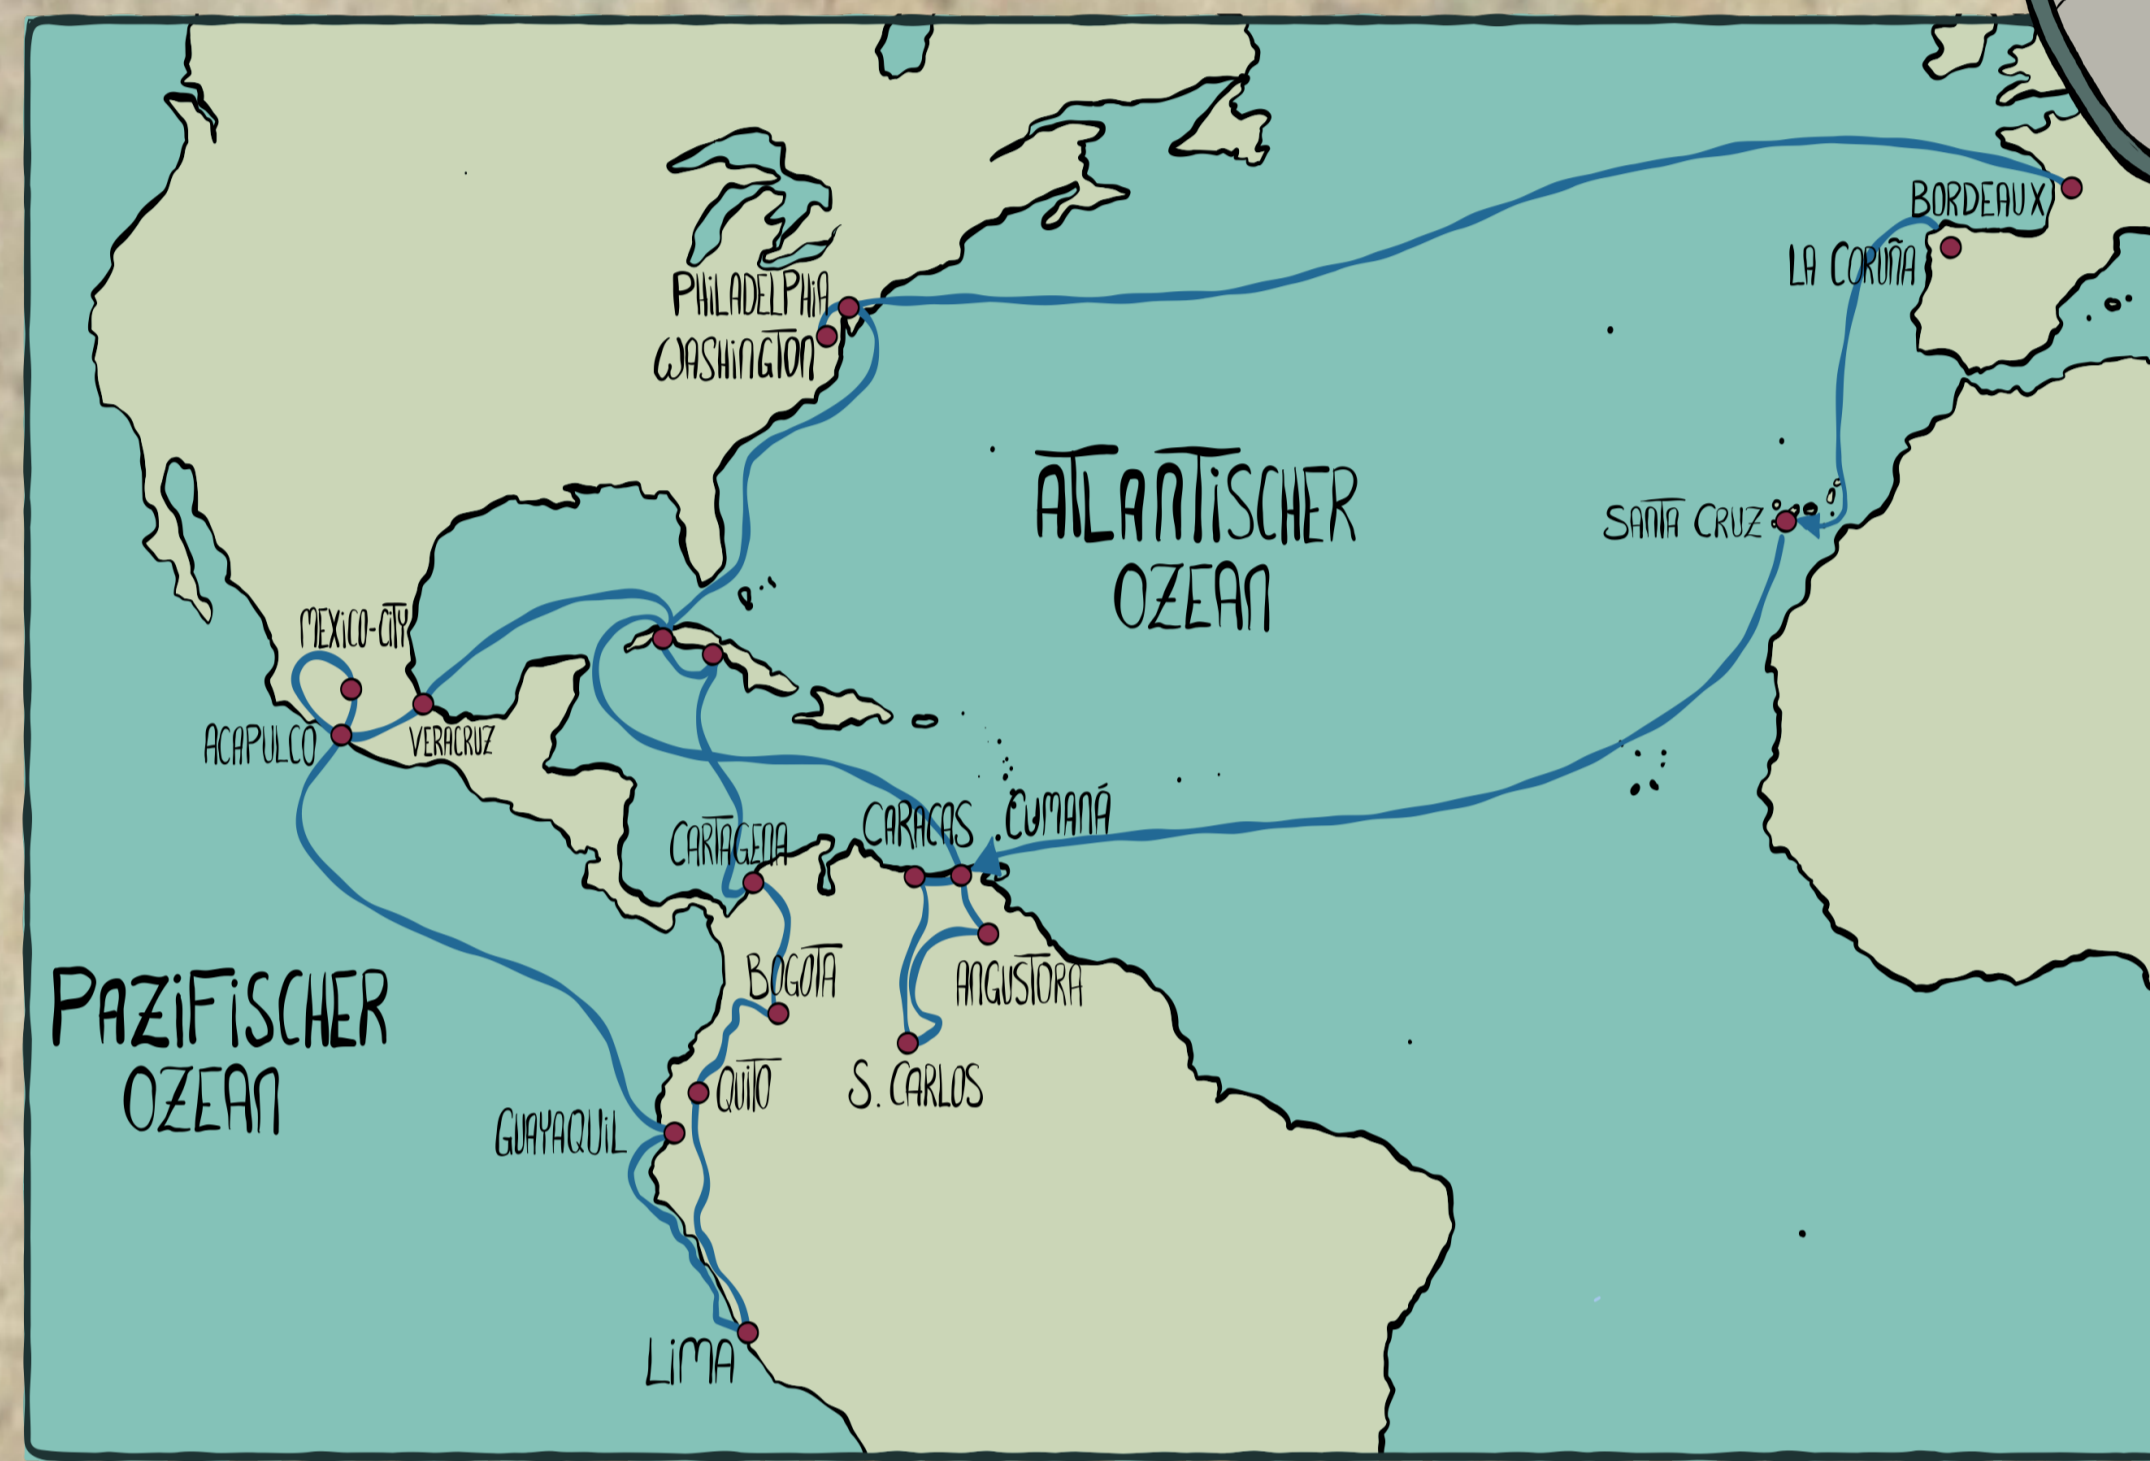 BORDEAUX
LA CORUÑA
PHiLADELPHiA
WASHiNGTON
ATLANTiSCHER
OZEAN
SANTA CRUZ
MEXiCO-CiTY
ACAPULCO
VERACRUZ
CARTAGENA
CARACAS
CUMANÁ
BOGOTA
ANGUSTORA
PAZiFiSCHER
OZEAN
QUiTO
S. CARLOS
GUAYAQUiL
LiMA